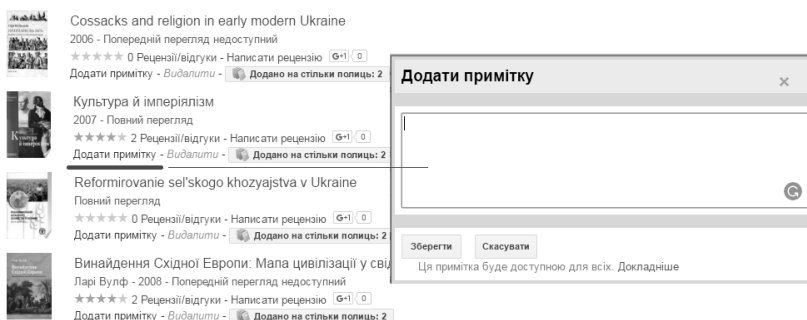 Cossacks and religion in early modern Ukraine
2006 - Попередній перегляд недоступний
0 Рецензії/відгуки - Написати рецензію G+1 0
Додати примітку - Видалити - Додано на стільки полиць: 2
Культура й імперіялізм
2007 - Повний перегляд
2 Рецензії/відгуки - Написати рецензію G+1 0
Додати примітку - Видалити - Додано на стільки полиць: 2
Reformirovanie sel'skogo khozyajstva v Ukraine
Повний перегляд
0 Рецензії/відгуки - Написати рецензію G+1 0
Додати примітку - Видалити - Додано на стільки полиць: 2
Винайдення Східної Европи: Мапа цивілізації у сві
Ларі Вулф - 2008 - Попередній перегляд недоступний
2 Рецензії/відгуки - Написати рецензію G+1 0
Додати примітку - Видалити - Додано на стільки полиць: 2
Додати примітку ×
Зберегти Скасувати
Ця примітка буде доступною для всіх. Докладніше